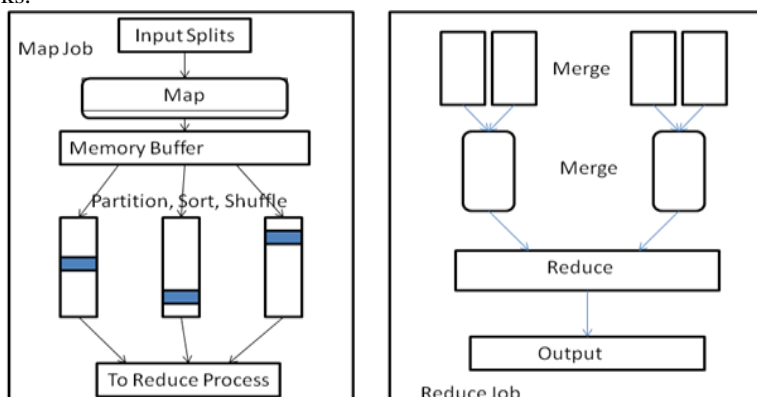 ks.
Map Job
Input Splits
Map
Memory Buffer
Partition, Sort, Shuffle
To Reduce Process
Merge
Merge
Reduce
Output
Reduce Job